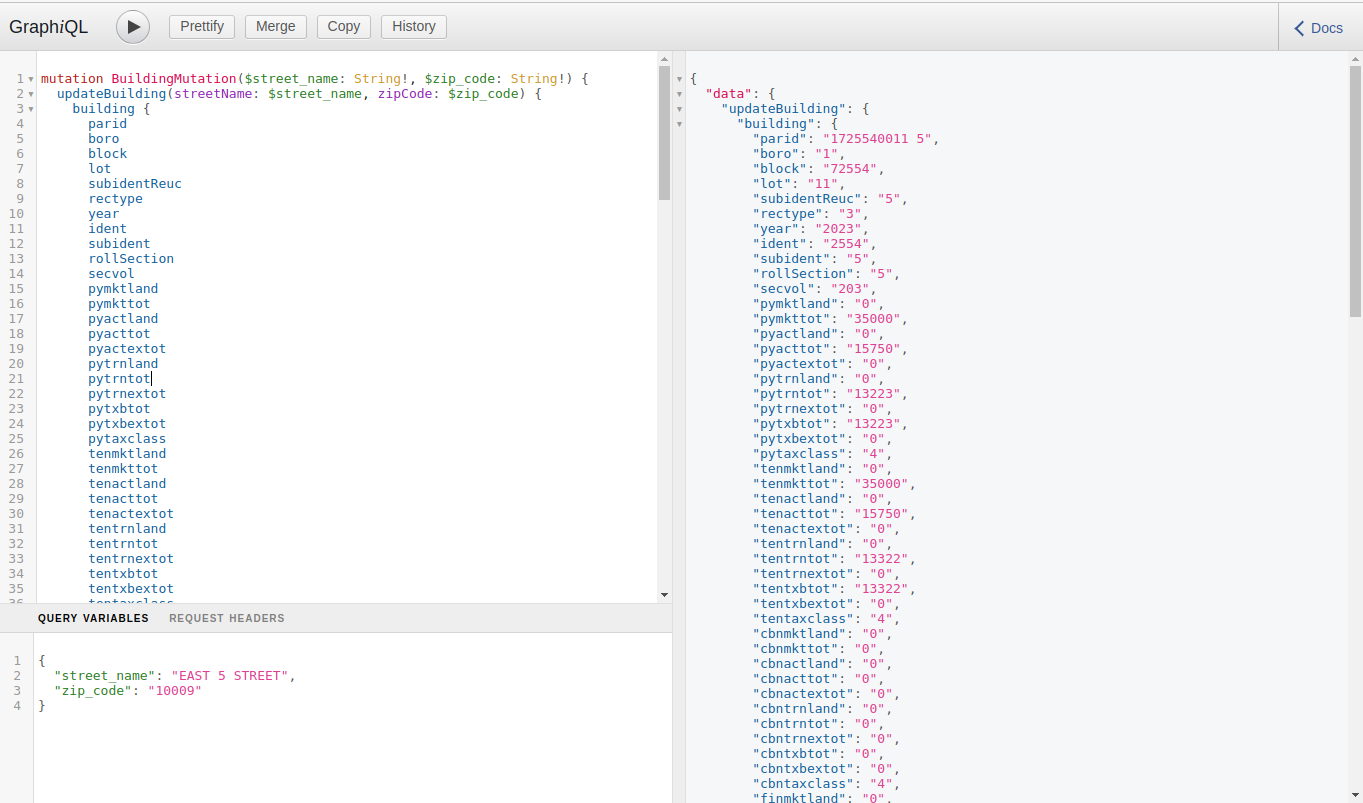 GraphiQL Prettify Merge Copy History Docs
1 mutation BuildingMutation($street_name: String!, $zip_code: String!) {
2 updateBuilding(streetName: $street_name, zipCode: $zip_code) {
3 building {
4 parid
5 boro
6 block
7 lot
8 subidentReuc
9 rectype
10 year
11 ident
12 subident
13 rollSection
14 secvol
15 pymktland
16 pymkttot
17 pyactland
18 pyacttot
19 pyactextot
20 pytrnland
21 pytrntot
22 pytrnextot
23 pytxbtot
24 pytxbextot
25 pytaxclass
26 tenmktland
27 tenmkttot
28 tenactland
29 tenacttot
30 tenactextot
31 tentrnland
32 tentrntot
33 tentrnextot
34 tentxbtot
35 tentxbextot
36 tentaxclass
QUERY VARIABLES REQUEST HEADERS
1 {
2 "street_name": "EAST 5 STREET",
3 "zip_code": "10009"
4 }
{
"data": {
"updateBuilding": {
"building": {
"parid": "1725540011 5",
"boro": "1",
"block": "72554",
"lot": "11",
"subidentReuc": "5",
"rectype": "3",
"year": "2023",
"ident": "2554",
"subident": "5",
"rollSection": "5",
"secvol": "203",
"pymktland": "0",
"pymkttot": "35000",
"pyactland": "0",
"pyacttot": "15750",
"pyactextot": "0",
"pytrnland": "0",
"pytrntot": "13223",
"pytrnextot": "0",
"pytxbtot": "13223",
"pytxbextot": "0",
"pytaxclass": "4",
"tenmktland": "0",
"tenmkttot": "35000",
"tenactland": "0",
"tenacttot": "15750",
"tenactextot": "0",
"tentrnland": "0",
"tentrntot": "13322",
"tentrnextot": "0",
"tentxbtot": "13322",
"tentxbextot": "0",
"tentaxclass": "4",
"cbnmktland": "0",
"cbnmkttot": "0",
"cbnactland": "0",
"cbnacttot": "0",
"cbnactextot": "0",
"cbntrnland": "0",
"cbntrntot": "0",
"cbntrnextot": "0",
"cbntxbtot": "0",
"cbntxbextot": "0",
"cbntaxclass": "4",
"finmktland": "0",